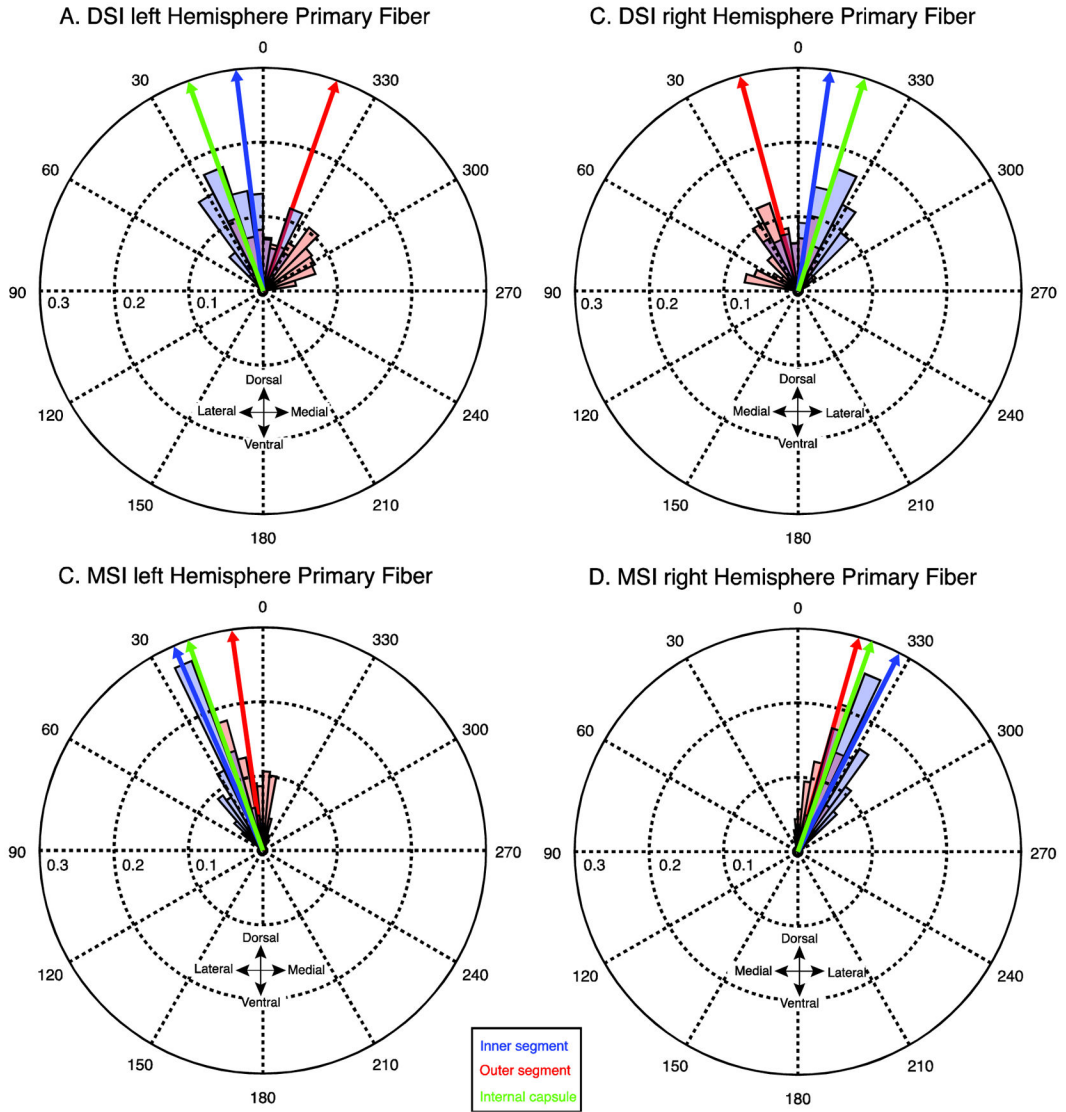 A. DSI left Hemisphere Primary Fiber
C. DSI right Hemisphere Primary Fiber
0
0
30
330
30
330
60
300
60
300
90
0.3
0.2
0.1
270
90
0.3
0.2
0.1
270
Dorsal
Lateral
Medial
Ventral
Dorsal
Medial
Lateral
Ventral
120
240
120
240
150
210
150
210
180
180
C. MSI left Hemisphere Primary Fiber
D. MSI right Hemisphere Primary Fiber
0
0
30
330
30
330
60
300
60
300
90
0.3
0.2
0.1
270
90
0.3
0.2
0.1
270
Dorsal
Lateral
Medial
Ventral
Dorsal
Medial
Lateral
Ventral
120
240
120
240
150
210
150
210
180
180
Inner segment
Outer segment
Internal capsule